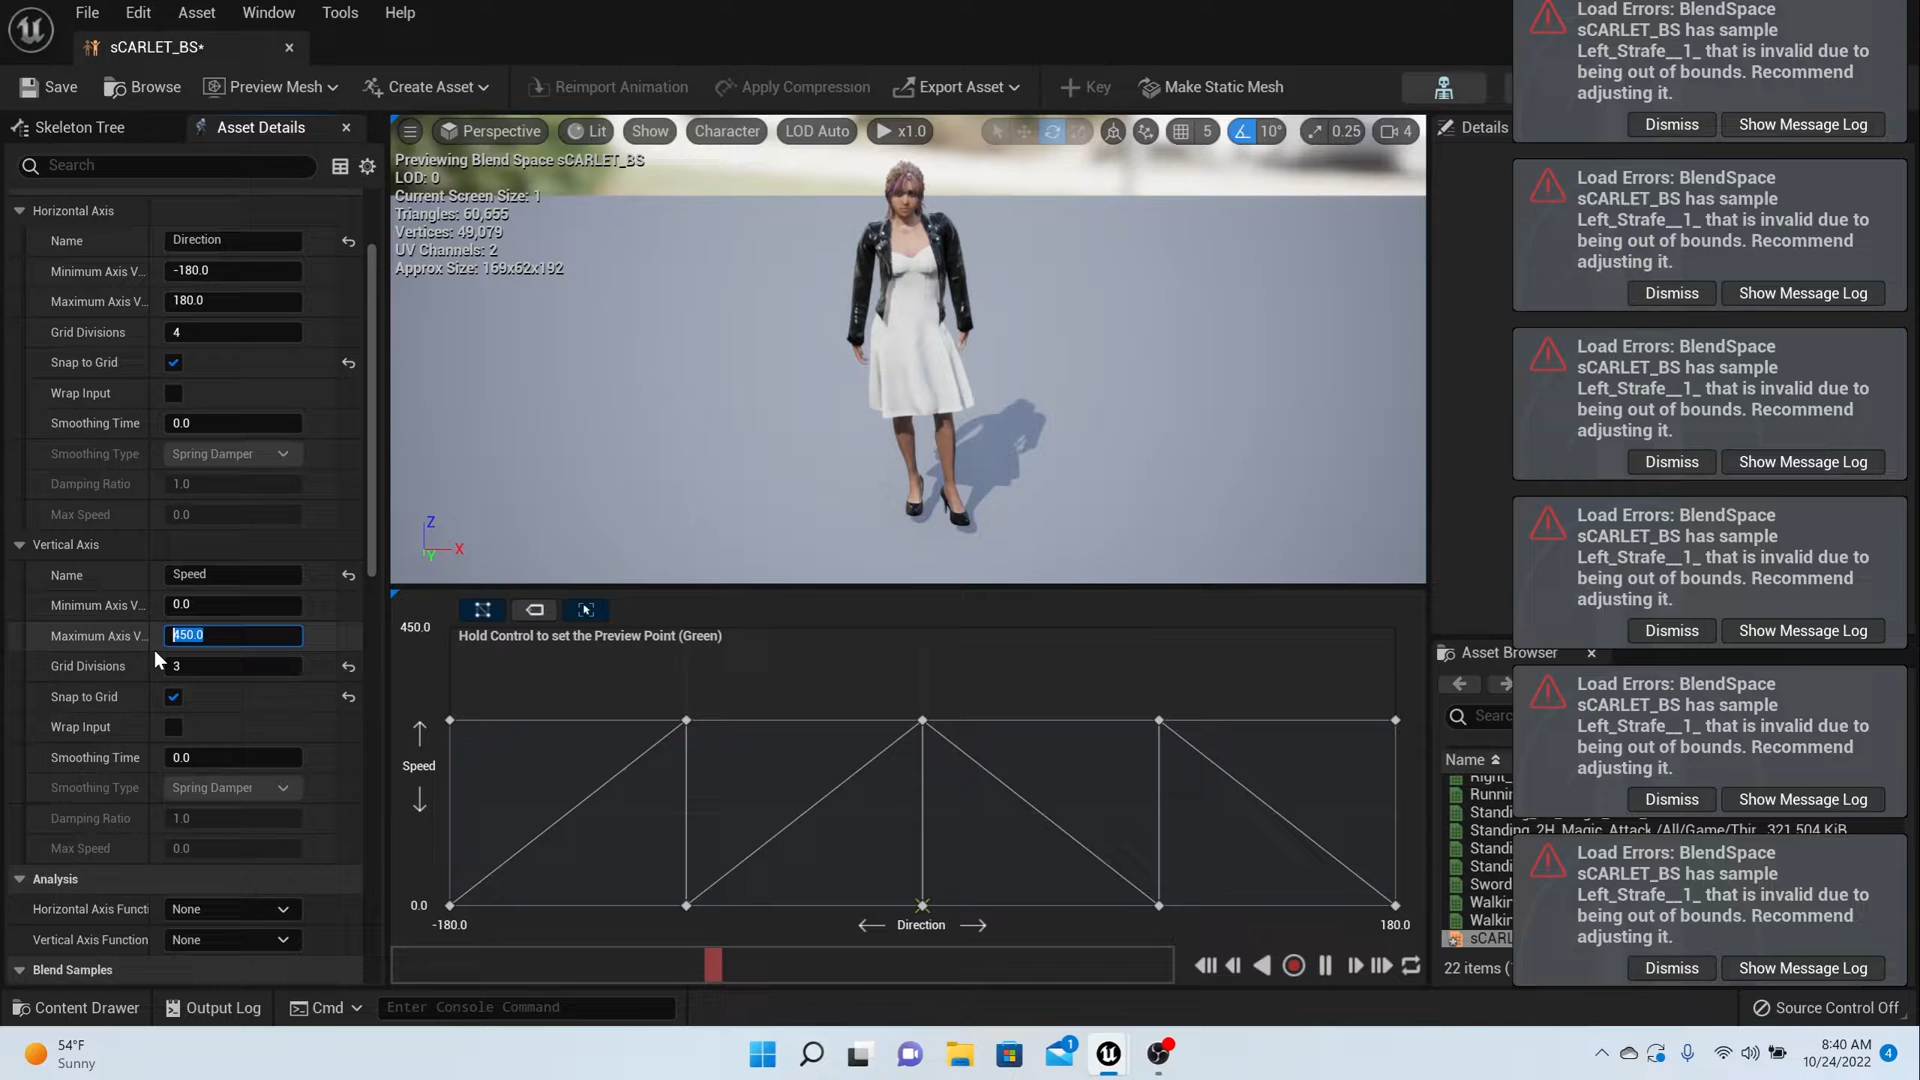 File Edit Asset Window Tools Help
sCARLET_BS*
Save Browse Preview Mesh Create Asset Reimport Animation Apply Compression Export Asset Key Make Static Mesh
Skeleton Tree Asset Details
Search
Horizontal Axis
Name Direction
Minimum Axis V... -180.0
Maximum Axis V... 180.0
Grid Divisions 4
Snap to Grid
Wrap Input
Smoothing Time 0.0
Smoothing Type Spring Damper
Damping Ratio 1.0
Max Speed 0.0
Vertical Axis
Name Speed
Minimum Axis V... 0.0
Maximum Axis V... 450.0
Grid Divisions 3
Snap to Grid
Wrap Input
Smoothing Time 0.0
Smoothing Type Spring Damper
Damping Ratio 1.0
Max Speed 0.0
Analysis
Horizontal Axis Functi None
Vertical Axis Function None
Blend Samples
Perspective Lit Show Character LOD Auto x1.0 5 10° 0.25 4
Previewing Blend Space sCARLET_BS
LOD: 0
Current Screen Size: 1
Triangles: 60,655
Vertices: 49,079
UV Channels: 2
Approx Size: 169x62x192
Z
X
Y
450.0
Hold Control to set the Preview Point (Green)
Speed
0.0
-180.0 Direction 180.0
Details
Asset Browser
Searc
Name
Right_
Runnin
Standing_
Standing_2H_Magic_Attack /All/Game/Thir 321.504 KiB
Standi
Standi
Sword
Walkin
Walkin
sCARL
22 items (
Load Errors: BlendSpace
sCARLET_BS has sample
Left_Strafe__1_ that is invalid due to
being out of bounds. Recommend
adjusting it.
Dismiss Show Message Log
Load Errors: BlendSpace
sCARLET_BS has sample
Left_Strafe__1_ that is invalid due to
being out of bounds. Recommend
adjusting it.
Dismiss Show Message Log
Load Errors: BlendSpace
sCARLET_BS has sample
Left_Strafe__1_ that is invalid due to
being out of bounds. Recommend
adjusting it.
Dismiss Show Message Log
Load Errors: BlendSpace
sCARLET_BS has sample
Left_Strafe__1_ that is invalid due to
being out of bounds. Recommend
adjusting it.
Dismiss Show Message Log
Load Errors: BlendSpace
sCARLET_BS has sample
Left_Strafe__1_ that is invalid due to
being out of bounds. Recommend
adjusting it.
Dismiss Show Message Log
Load Errors: BlendSpace
sCARLET_BS has sample
Left_Strafe__1_ that is invalid due to
being out of bounds. Recommend
adjusting it.
Dismiss Show Message Log
Content Drawer Output Log Cmd Enter Console Command Source Control Off
54°F
Sunny
1
8:40 AM
10/24/2022
4